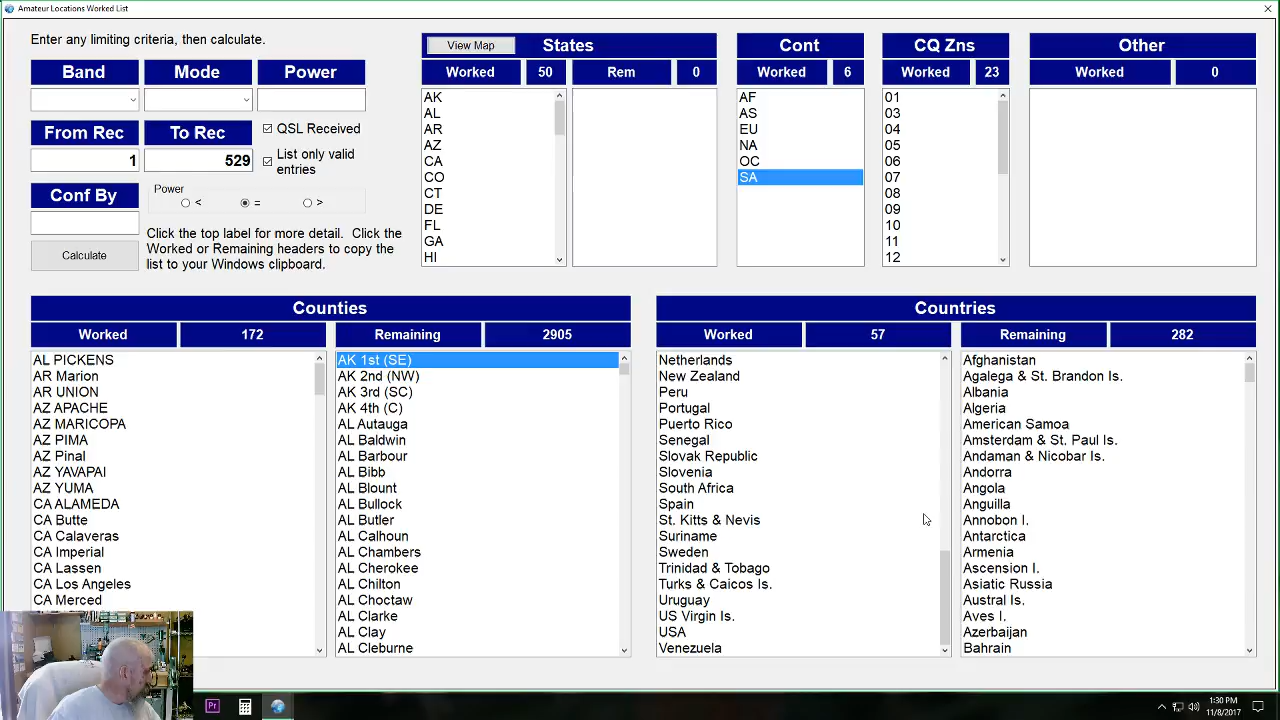 Amateur Locations Worked List
Enter any limiting criteria, then calculate.
Band
Mode
Power
From Rec
To Rec
QSL Received
1
529
List only valid
entries
Conf By
Power
<
=
>
Calculate
Click the top label for more detail. Click the
Worked or Remaining headers to copy the
list to your Windows clipboard.
View Map
States
Worked
50
Rem
0
AK
AL
AR
AZ
CA
CO
CT
DE
FL
GA
HI
Cont
Worked
6
AF
AS
EU
NA
OC
SA
CQ Zns
Worked
23
01
03
04
05
06
07
08
09
10
11
12
Other
Worked
0
Counties
Worked
172
Remaining
2905
AL PICKENS
AR Marion
AR UNION
AZ APACHE
AZ MARICOPA
AZ PIMA
AZ Pinal
AZ YAVAPAI
AZ YUMA
CA ALAMEDA
CA Butte
CA Calaveras
CA Imperial
CA Lassen
CA Los Angeles
CA Merced
AK 1st (SE)
AK 2nd (NW)
AK 3rd (SC)
AK 4th (C)
AL Autauga
AL Baldwin
AL Barbour
AL Bibb
AL Blount
AL Bullock
AL Butler
AL Calhoun
AL Chambers
AL Cherokee
AL Chilton
AL Choctaw
AL Clarke
AL Clay
AL Cleburne
Countries
Worked
57
Remaining
282
Netherlands
New Zealand
Peru
Portugal
Puerto Rico
Senegal
Slovak Republic
Slovenia
South Africa
Spain
St. Kitts & Nevis
Suriname
Sweden
Trinidad & Tobago
Turks & Caicos Is.
Uruguay
US Virgin Is.
USA
Venezuela
Afghanistan
Agalega & St. Brandon Is.
Albania
Algeria
American Samoa
Amsterdam & St. Paul Is.
Andaman & Nicobar Is.
Andorra
Angola
Anguilla
Annobon I.
Antarctica
Armenia
Ascension I.
Asiatic Russia
Austral Is.
Aves I.
Azerbaijan
Bahrain
Pr
1:30 PM
11/8/2017